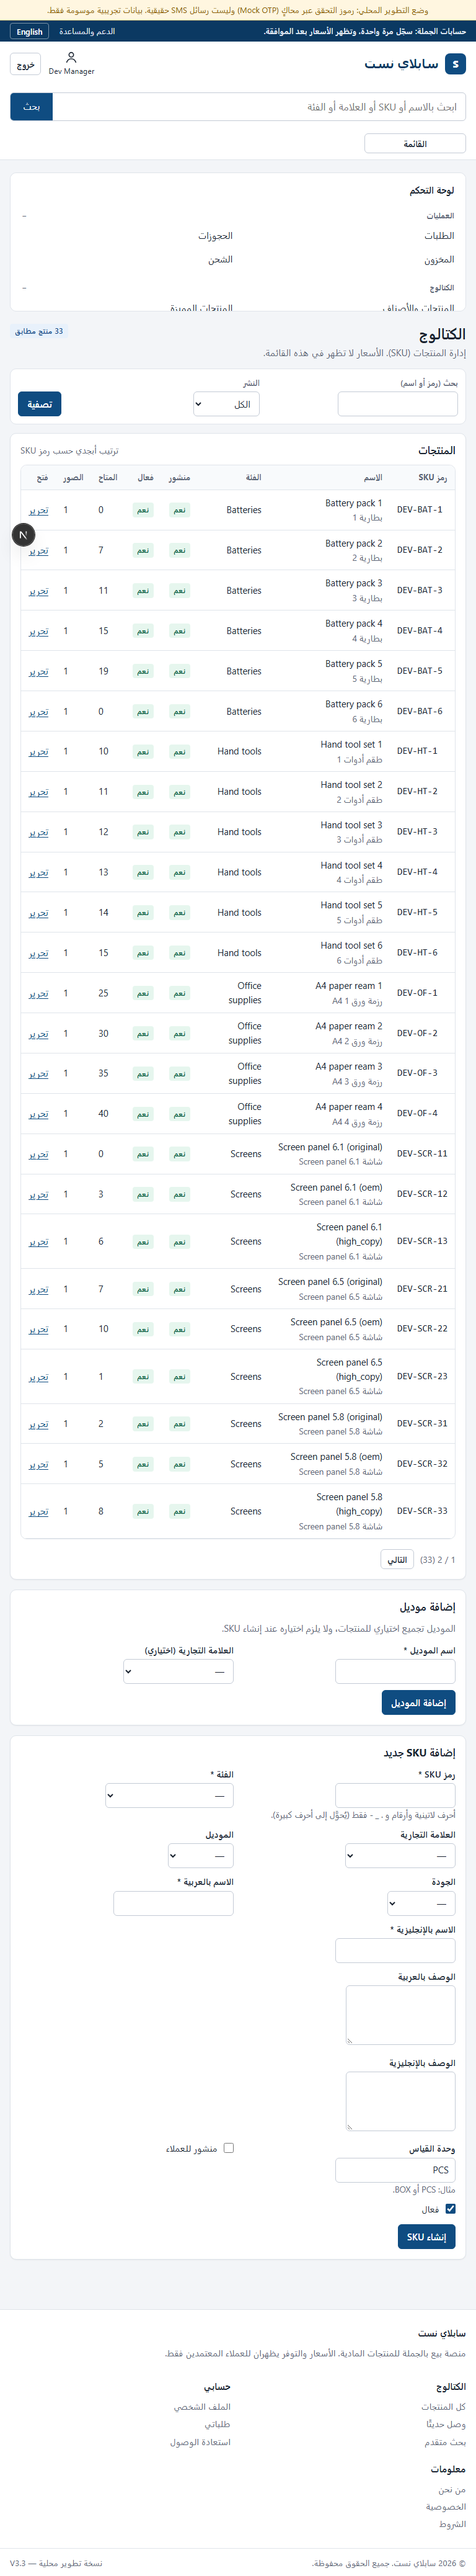 وضع التطوير المحلي: رموز التحقق عبر محاكٍ (Mock OTP) وليست رسائل SMS حقيقية. بيانات تجريبية موسومة فقط.
حسابات الجملة: سجّل مرة واحدة، وتظهر الأسعار بعد الموافقة.
الدعم والمساعدة
English
S
سابلاي نست
Dev Manager
خروج
ابحث بالاسم أو SKU أو العلامة أو الفئة
بحث
القائمة
لوحة التحكم
العمليات –
الطلبات الحجوزات
المخزون الشحن
الكتالوج –
المنتجات والأصناف المنتجات المميزة
الكتالوج
33 منتج مطابق
إدارة المنتجات (SKU). الأسعار لا تظهر في هذه القائمة.
بحث (رمز أو اسم) النشر
الكل
تصفية
المنتجات ترتيب أبجدي حسب رمز SKU
رمز SKU الاسم الفئة منشور فعال المتاح الصور فتح
DEV-BAT-1 Battery pack 1 Batteries نعم نعم 0 1 تحرير
بطارية 1
DEV-BAT-2 Battery pack 2 Batteries نعم نعم 7 1 تحرير
بطارية 2
N
DEV-BAT-3 Battery pack 3 Batteries نعم نعم 11 1 تحرير
بطارية 3
DEV-BAT-4 Battery pack 4 Batteries نعم نعم 15 1 تحرير
بطارية 4
DEV-BAT-5 Battery pack 5 Batteries نعم نعم 19 1 تحرير
بطارية 5
DEV-BAT-6 Battery pack 6 Batteries نعم نعم 0 1 تحرير
بطارية 6
DEV-HT-1 Hand tool set 1 Hand tools نعم نعم 10 1 تحرير
طقم أدوات 1
DEV-HT-2 Hand tool set 2 Hand tools نعم نعم 11 1 تحرير
طقم أدوات 2
DEV-HT-3 Hand tool set 3 Hand tools نعم نعم 12 1 تحرير
طقم أدوات 3
DEV-HT-4 Hand tool set 4 Hand tools نعم نعم 13 1 تحرير
طقم أدوات 4
DEV-HT-5 Hand tool set 5 Hand tools نعم نعم 14 1 تحرير
طقم أدوات 5
DEV-HT-6 Hand tool set 6 Hand tools نعم نعم 15 1 تحرير
طقم أدوات 6
DEV-OF-1 A4 paper ream 1 Office supplies نعم نعم 25 1 تحرير
رزمة ورق A4 1
DEV-OF-2 A4 paper ream 2 Office supplies نعم نعم 30 1 تحرير
رزمة ورق A4 2
DEV-OF-3 A4 paper ream 3 Office supplies نعم نعم 35 1 تحرير
رزمة ورق A4 3
DEV-OF-4 A4 paper ream 4 Office supplies نعم نعم 40 1 تحرير
رزمة ورق A4 4
DEV-SCR-11 Screen panel 6.1 (original) Screens نعم نعم 0 1 تحرير
شاشة Screen panel 6.1
DEV-SCR-12 Screen panel 6.1 (oem) Screens نعم نعم 3 1 تحرير
شاشة Screen panel 6.1
DEV-SCR-13 Screen panel 6.1 (high_copy) Screens نعم نعم 6 1 تحرير
شاشة Screen panel 6.1
DEV-SCR-21 Screen panel 6.5 (original) Screens نعم نعم 7 1 تحرير
شاشة Screen panel 6.5
DEV-SCR-22 Screen panel 6.5 (oem) Screens نعم نعم 10 1 تحرير
شاشة Screen panel 6.5
DEV-SCR-23 Screen panel 6.5 (high_copy) Screens نعم نعم 1 1 تحرير
شاشة Screen panel 6.5
DEV-SCR-31 Screen panel 5.8 (original) Screens نعم نعم 2 1 تحرير
شاشة Screen panel 5.8
DEV-SCR-32 Screen panel 5.8 (oem) Screens نعم نعم 5 1 تحرير
شاشة Screen panel 5.8
DEV-SCR-33 Screen panel 5.8 (high_copy) Screens نعم نعم 8 1 تحرير
شاشة Screen panel 5.8
1 / 2 (33) التالي
إضافة موديل
الموديل تجميع اختياري للمنتجات، ولا يلزم اختياره عند إنشاء SKU.
اسم الموديل * العلامة التجارية (اختياري)
—
إضافة الموديل
إضافة SKU جديد
رمز SKU * الفئة *
—
أحرف لاتينية وأرقام و . _ - فقط (يُحوَّل إلى أحرف كبيرة).
العلامة التجارية الموديل
— —
الجودة الاسم بالعربية *
—
الاسم بالإنجليزية *
الوصف بالعربية
الوصف بالإنجليزية
وحدة القياس منشور للعملاء
PCS
مثال: PCS أو BOX.
فعال
إنشاء SKU
سابلاي نست
منصة بيع بالجملة للمنتجات المادية. الأسعار والتوفر يظهران للعملاء المعتمدين فقط.
الكتالوج حسابي
كل المنتجات الملف الشخصي
وصل حديثًا طلباتي
بحث متقدم استعادة الوصول
معلومات
من نحن
الخصوصية
الشروط
© 2026 سابلاي نست. جميع الحقوق محفوظة.
نسخة تطوير محلية — V3.3